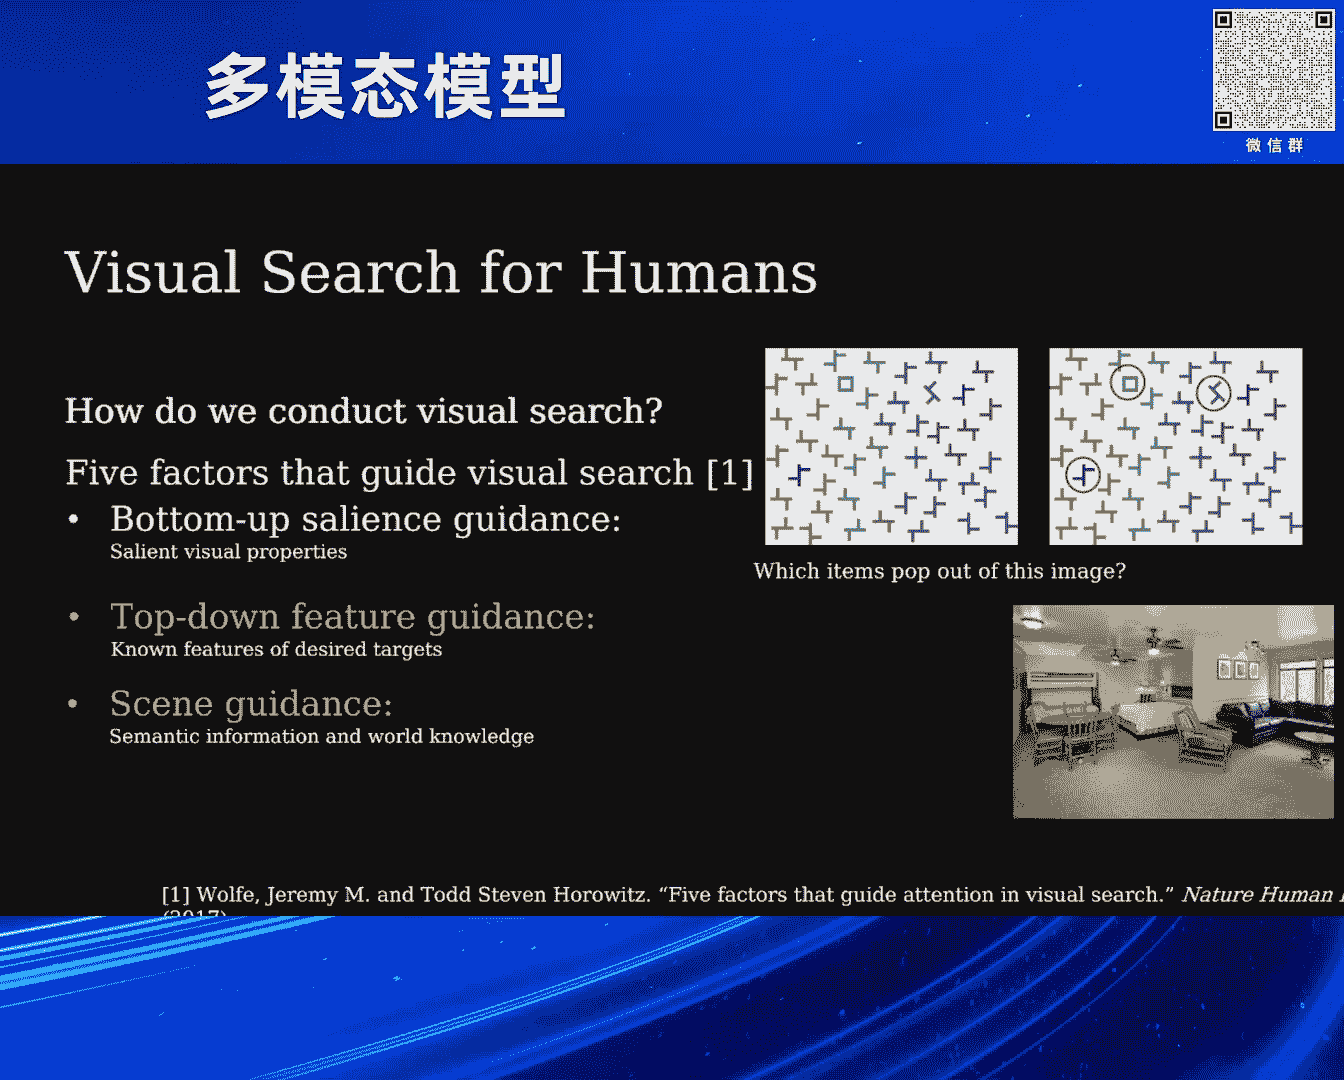 多模态模型
微信群
Visual Search for Humans
How do we conduct visual search?
Five factors that guide visual search [1]
• Bottom-up salience guidance:
Salient visual properties
• Top-down feature guidance:
Known features of desired targets
• Scene guidance:
Semantic information and world knowledge
Which items pop out of this image?
[1] Wolfe, Jeremy M. and Todd Steven Horowitz. “Five factors that guide attention in visual search.” Nature Human
(2017)